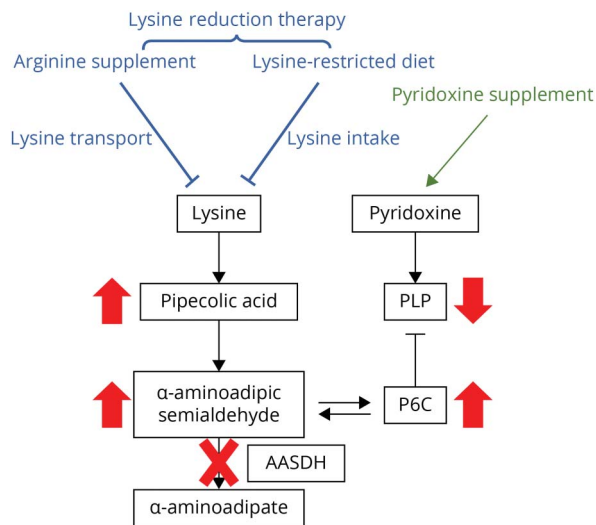 Lysine reduction therapy
Arginine supplement
Lysine-restricted diet
Pyridoxine supplement
Lysine transport
Lysine intake
Lysine
Pyridoxine
Pipecolic acid
PLP
α-aminoadipic
semialdehyde
P6C
AASDH
α-aminoadipate